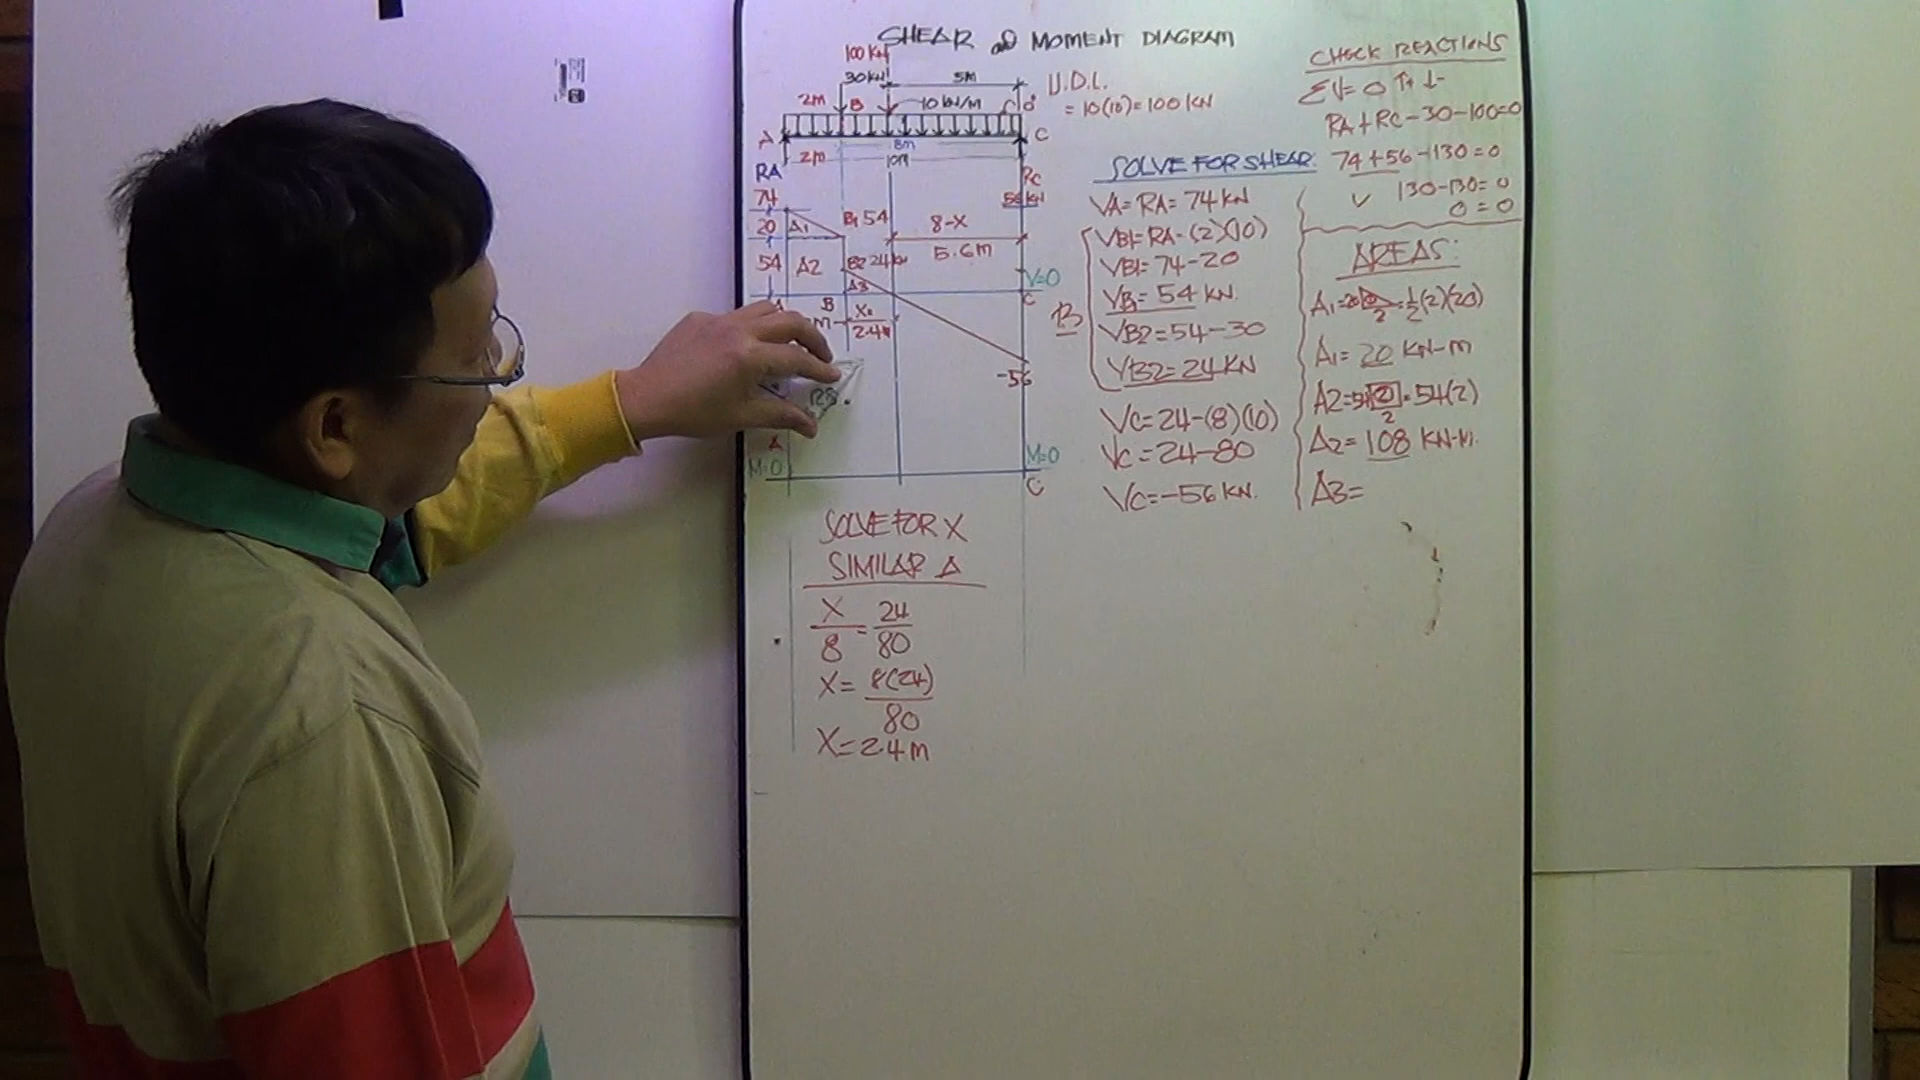 SHEAR and MOMENT DIAGRAM
100 KN
30 KN
5M
2m
B
10 kN/m
A
C
2m
8m
10m
RA
RC
74
56 KN
20
A1
B1 54
8-X
54
A2
B2 24 KN
5.6m
A3
V=0
B
C
X
2.4m
-56
128
A
M=0
M=0
C
U.D.L.
= 10(10)=100 KN
SOLVE FOR SHEAR:
VA=RA=74 KN
VB1=RA-(2)(10)
VB1=74-20
VB1=54 KN.
B
VB2=54-30
VB2=24KN
VC=24-(8)(10)
VC=24-80
VC=-56 KN.
CHECK REACTIONS
ΣV=0 ↑+ ↓-
RA+RC-30-100=0
74+56-130=0
130-130=0
0=0
AREAS:
A1= =½(2)(20)
2
A1= 20 KN-m
A2= = 54(2)
2
A2= 108 KN-M.
A3=
SOLVE FOR X
SIMILAR Δ
X/8 = 24/80
X= 8(24)/80
X=2.4m